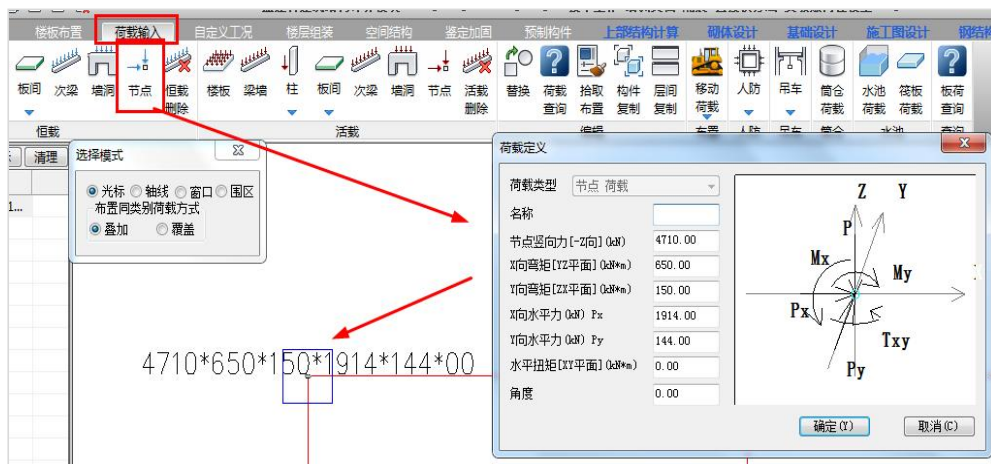 楼板布置 荷载输入 自定义工况 楼层组装 空间结构 鉴定加固 预制构件 上部结构计算 砌体设计 基础设计 施工图设计 钢结构
板间 次梁 墙洞 节点 恒载删除 楼板 梁墙 柱 板间 次梁 墙洞 节点 活载删除 替换 荷载查询 拾取布置 构件复制 层间复制 移动荷载 人防 吊车 筒仓荷载 水池荷载 筏板荷载 板荷查询
恒载 活载 编辑 布置 人防 吊车 筒仓 水池 查询
清理
选择模式
光标 轴线 窗口 围区
布置同类别荷载方式
叠加 覆盖
1...
4710*650*150*1914*144*00
荷载定义
荷载类型 节点 荷载
名称
节点竖向力[-Z向](kN) 4710.00
X向弯矩[YZ平面](kN*m) 650.00
Y向弯矩[ZX平面](kN*m) 150.00
X向水平力(kN) Px 1914.00
Y向水平力(kN) Py 144.00
水平扭矩[XY平面](kN*m) 0.00
角度 0.00
Z Y
P
Mx My
Px
Txy
Py
确定(Y) 取消(C)